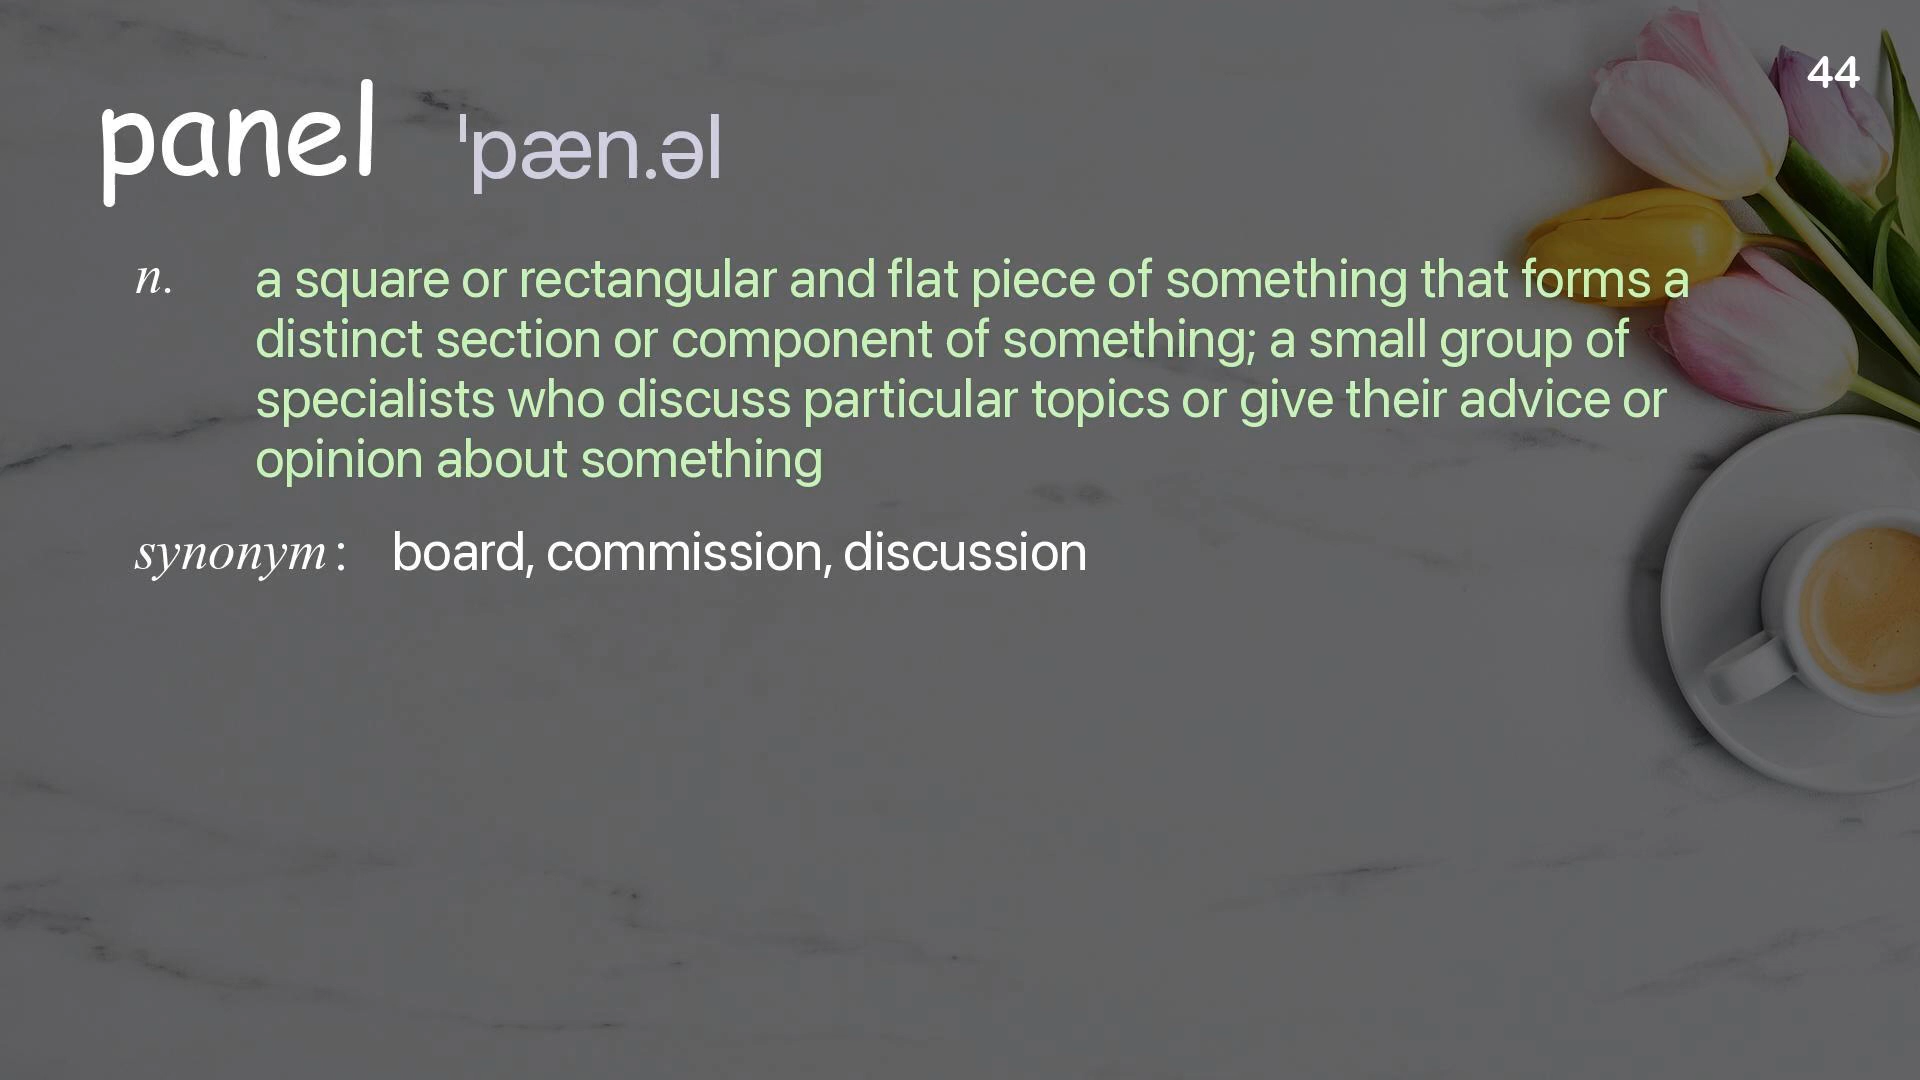 44
panel ˈpæn.əl
n. a square or rectangular and flat piece of something that forms a
distinct section or component of something; a small group of
specialists who discuss particular topics or give their advice or
opinion about something
synonym: board, commission, discussion